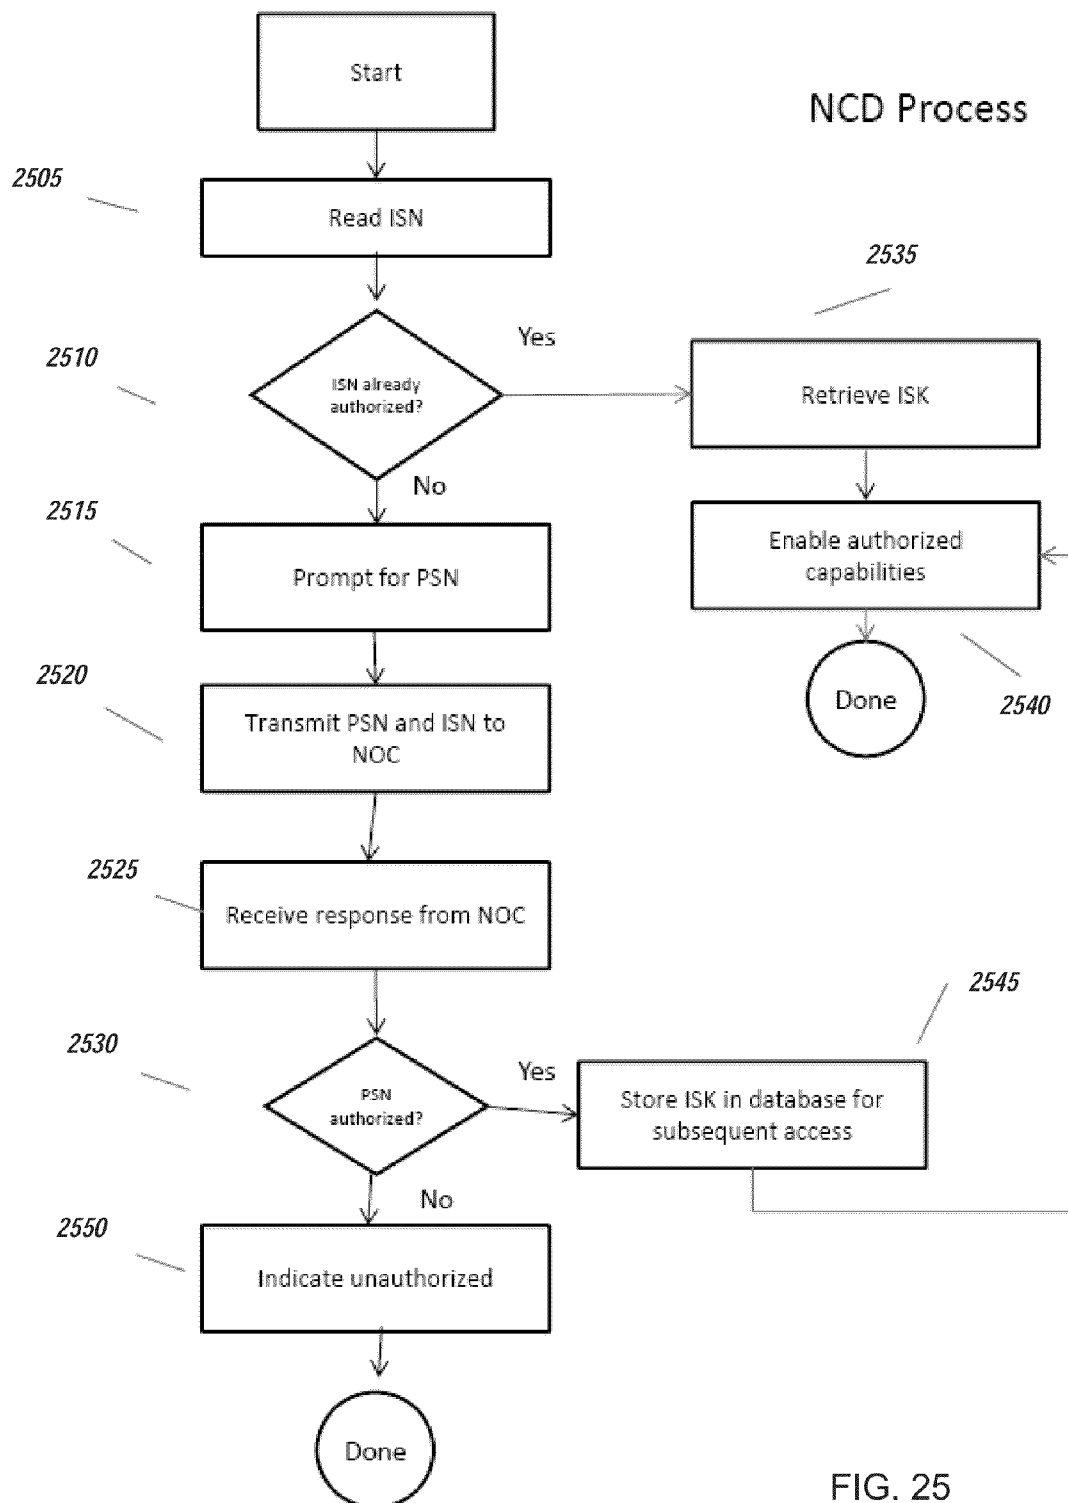 Start
NCD Process
2505
Read ISN
2535
2510
ISN already
authorized?
Yes
Retrieve ISK
No
2515
Prompt for PSN
Enable authorized
capabilities
2520
Transmit PSN and ISN to
NOC
Done
2540
2525
Receive response from NOC
2545
2530
PSN
authorized?
Yes
Store ISK in database for
subsequent access
No
2550
Indicate unauthorized
Done
FIG. 25